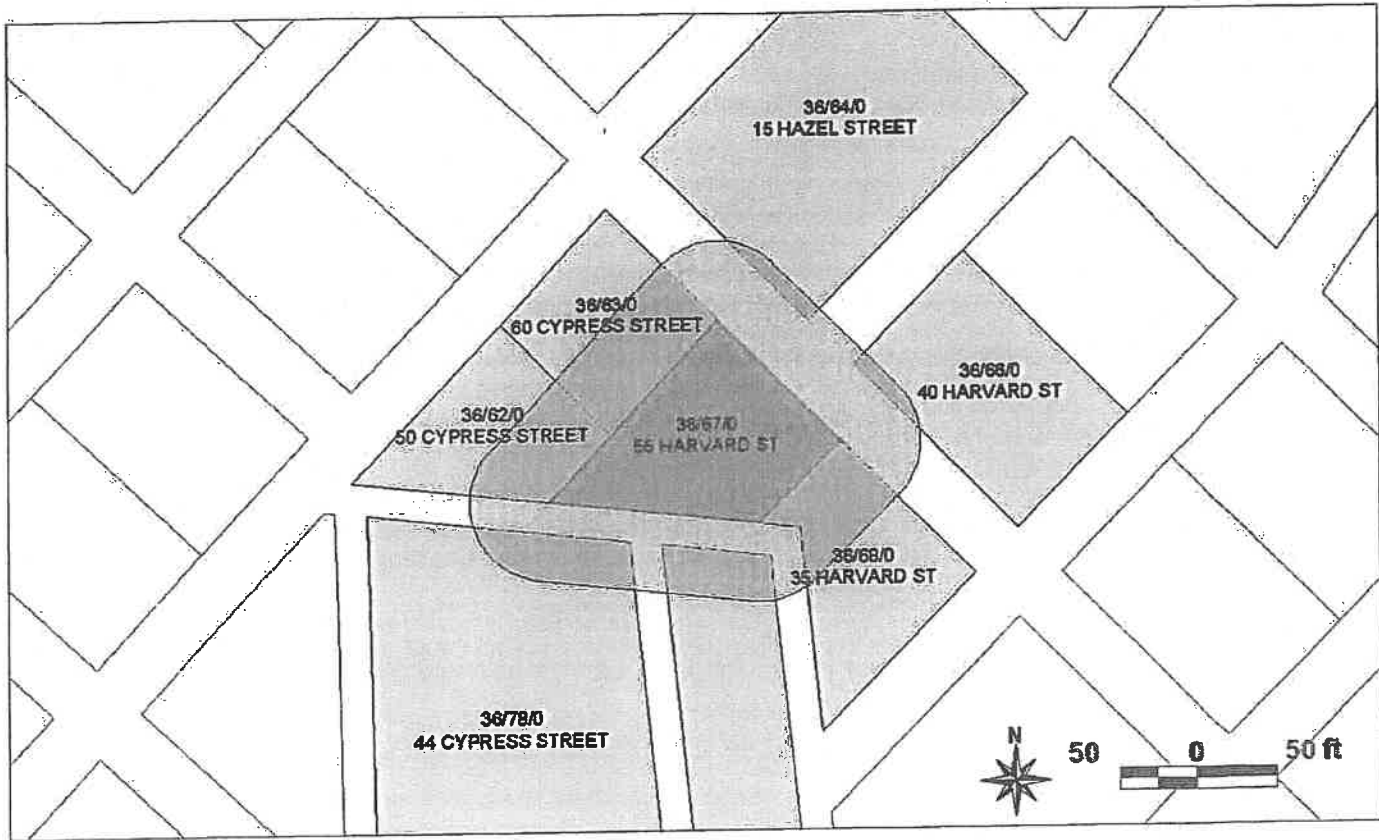 36/64/0
15 HAZEL STREET
36/63/0
60 CYPRESS STREET
36/66/0
40 HARVARD ST
36/62/0
50 CYPRESS STREET
36/67/0
55 HARVARD ST
36/68/0
35 HARVARD ST
36/78/0
44 CYPRESS STREET
N
50 0 50 ft